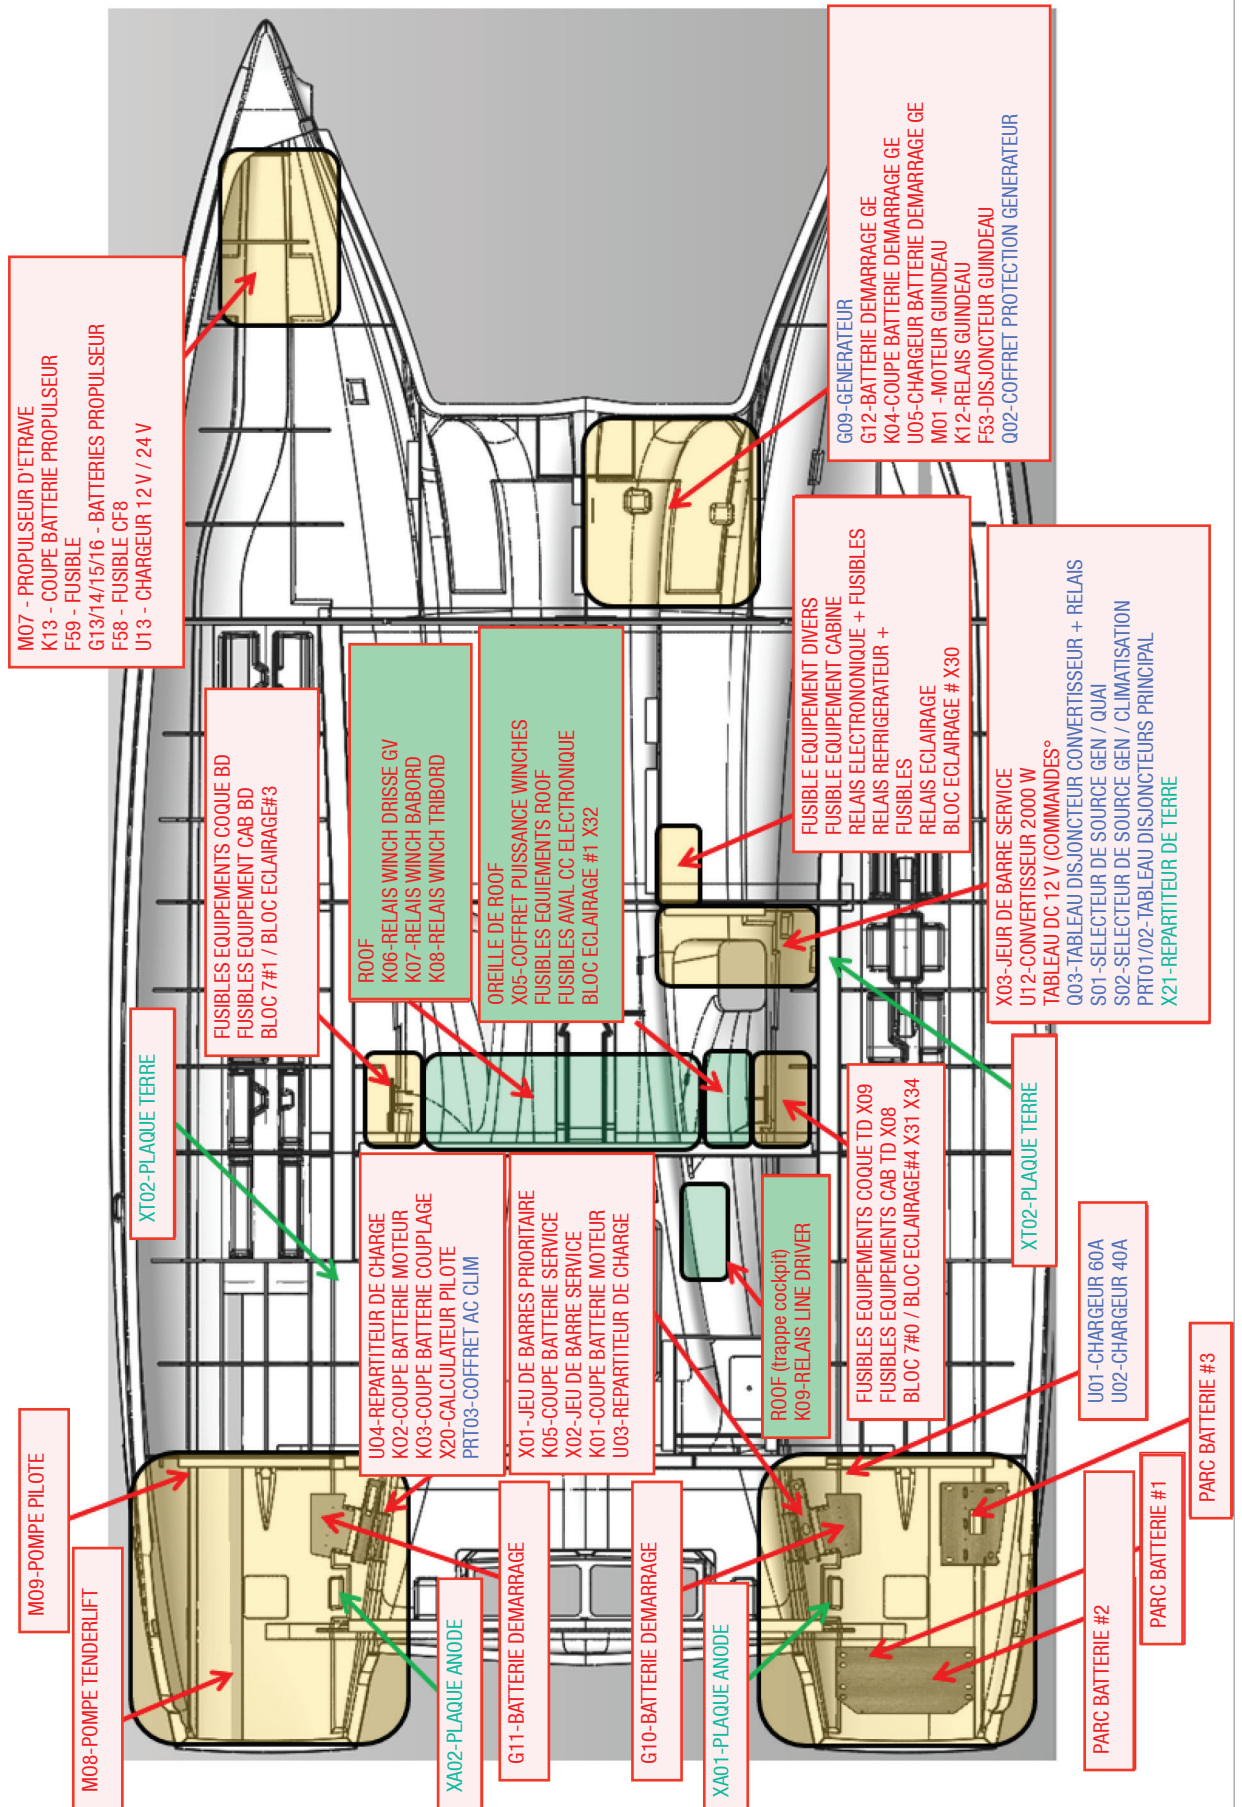 M07 - PROPULSEUR D'ETRAVE
K13 - COUPE BATTERIE PROPULSEUR
F59 - FUSIBLE
G13/14/15/16 - BATTERIES PROPULSEUR
F58 - FUSIBLE CF8
U13 - CHARGEUR 12 V / 24 V
G09-GENERATEUR
G12-BATTERIE DEMARRAGE GE
K04-COUPE BATTERIE DEMARRAGE GE
U05-CHARGEUR BATTERIE DEMARRAGE GE
M01 -MOTEUR GUINDEAU
K12-RELAIS GUINDEAU
F53-DISJONCTEUR GUINDEAU
Q02-COFFRET PROTECTION GENERATEUR
FUSIBLES EQUIPEMENTS COQUE BD
FUSIBLES EQUIPEMENT CAB BD
BLOC 7#1 / BLOC ECLAIRAGE#3
ROOF
K06-RELAIS WINCH DRISSE GV
K07-RELAIS WINCH BABORD
K08-RELAIS WINCH TRIBORD
OREILLE DE ROOF
X05-COFFRET PUISSANCE WINCHES
FUSIBLES EQUIEMENTS ROOF
FUSIBLES AVAL CC ELECTRONIQUE
BLOC ECLAIRAGE #1 X32
FUSIBLE EQUIPEMENT DIVERS
FUSIBLE EQUIPEMENT CABINE
RELAIS ELECTRONONIQUE + FUSIBLES
RELAIS REFRIGERATEUR +
FUSIBLES
RELAIS ECLAIRAGE
BLOC ECLAIRAGE # X30
X03-JEUR DE BARRE SERVICE
U12-CONVERTISSEUR 2000 W
TABLEAU DC 12 V (COMMANDES°
Q03-TABLEAU DISJONCTEUR CONVERTISSEUR + RELAIS
S01-SELECTEUR DE SOURCE GEN / QUAI
S02-SELECTEUR DE SOURCE GEN / CLIMATISATION
PRT01/02-TABLEAU DISJONCTEURS PRINCIPAL
X21-REPARTITEUR DE TERRE
XT02-PLAQUE TERRE
U04-REPARTITEUR DE CHARGE
K02-COUPE BATTERIE MOTEUR
K03-COUPE BATTERIE COUPLAGE
X20-CALCULATEUR PILOTE
PRT03-COFFRET AC CLIM
X01-JEU DE BARRES PRIORITAIRE
K05-COUPE BATTERIE SERVICE
X02-JEU DE BARRE SERVICE
K01-COUPE BATTERIE MOTEUR
U03-REPARTITEUR DE CHARGE
ROOF (trappe cockpit)
K09-RELAIS LINE DRIVER
FUSIBLES EQUIPEMENTS COQUE TD X09
FUSIBLES EQUIPEMENTS CAB TD X08
BLOC 7#0 / BLOC ECLAIRAGE#4 X31 X34
XT02-PLAQUE TERRE
U01-CHARGEUR 60A
U02-CHARGEUR 40A
M09-POMPE PILOTE
M08-POMPE TENDERLIFT
XA02-PLAQUE ANODE
G11-BATTERIE DEMARRAGE
G10-BATTERIE DEMARRAGE
XA01-PLAQUE ANODE
PARC BATTERIE #2
PARC BATTERIE #1
PARC BATTERIE #3